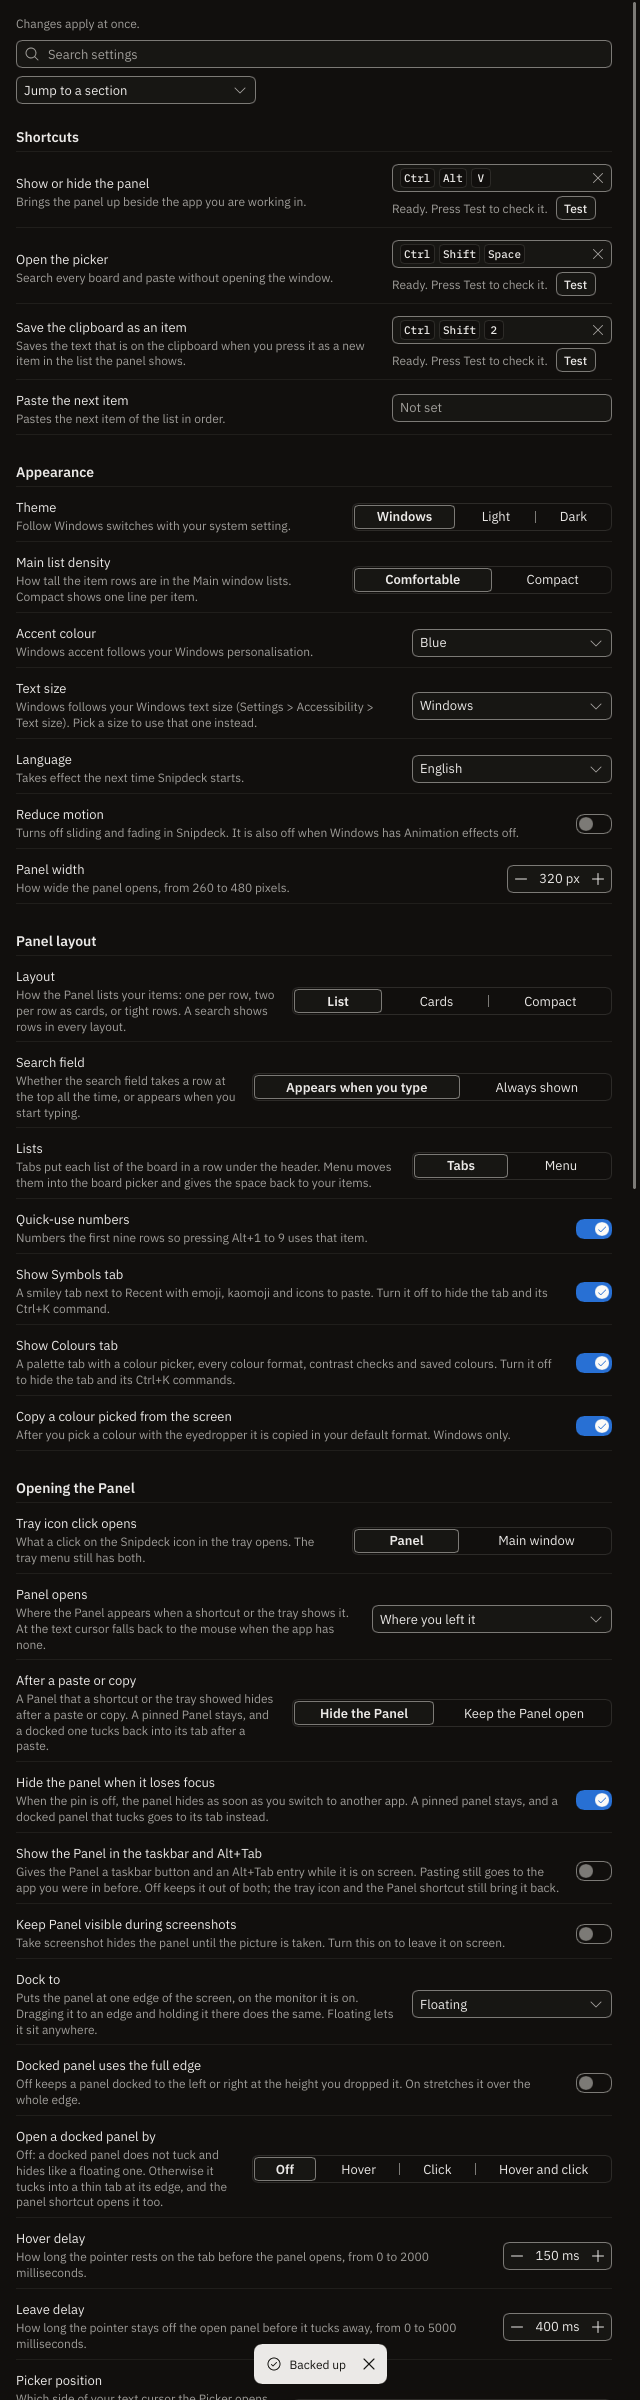 Changes apply at once.
Search settings
Jump to a section
Shortcuts
Show or hide the panel
Brings the panel up beside the app you are working in.
Ctrl Alt V
Ready. Press Test to check it. Test
Open the picker
Search every board and paste without opening the window.
Ctrl Shift Space
Ready. Press Test to check it. Test
Save the clipboard as an item
Saves the text that is on the clipboard when you press it as a new
item in the list the panel shows.
Ctrl Shift 2
Ready. Press Test to check it. Test
Paste the next item
Pastes the next item of the list in order.
Not set
Appearance
Theme
Follow Windows switches with your system setting.
Windows Light Dark
Main list density
How tall the item rows are in the Main window lists.
Compact shows one line per item.
Comfortable Compact
Accent colour
Windows accent follows your Windows personalisation.
Blue
Text size
Windows follows your Windows text size (Settings > Accessibility >
Text size). Pick a size to use that one instead.
Windows
Language
Takes effect the next time Snipdeck starts.
English
Reduce motion
Turns off sliding and fading in Snipdeck. It is also off when Windows has Animation effects off.
Panel width
How wide the panel opens, from 260 to 480 pixels.
320 px
Panel layout
Layout
How the Panel lists your items: one per row, two
per row as cards, or tight rows. A search shows
rows in every layout.
List Cards Compact
Search field
Whether the search field takes a row at
the top all the time, or appears when you
start typing.
Appears when you type Always shown
Lists
Tabs put each list of the board in a row under the header. Menu moves
them into the board picker and gives the space back to your items.
Tabs Menu
Quick-use numbers
Numbers the first nine rows so pressing Alt+1 to 9 uses that item.
Show Symbols tab
A smiley tab next to Recent with emoji, kaomoji and icons to paste. Turn it off to hide the tab and its
Ctrl+K command.
Show Colours tab
A palette tab with a colour picker, every colour format, contrast checks and saved colours. Turn it off
to hide the tab and its Ctrl+K commands.
Copy a colour picked from the screen
After you pick a colour with the eyedropper it is copied in your default format. Windows only.
Opening the Panel
Tray icon click opens
What a click on the Snipdeck icon in the tray opens. The
tray menu still has both.
Panel Main window
Panel opens
Where the Panel appears when a shortcut or the tray shows it.
At the text cursor falls back to the mouse when the app has
none.
Where you left it
After a paste or copy
A Panel that a shortcut or the tray showed hides
after a paste or copy. A pinned Panel stays, and
a docked one tucks back into its tab after a
paste.
Hide the Panel Keep the Panel open
Hide the panel when it loses focus
When the pin is off, the panel hides as soon as you switch to another app. A pinned panel stays, and a
docked panel that tucks goes to its tab instead.
Show the Panel in the taskbar and Alt+Tab
Gives the Panel a taskbar button and an Alt+Tab entry while it is on screen. Pasting still goes to the
app you were in before. Off keeps it out of both; the tray icon and the Panel shortcut still bring it back.
Keep Panel visible during screenshots
Take screenshot hides the panel until the picture is taken. Turn this on to leave it on screen.
Dock to
Puts the panel at one edge of the screen, on the monitor it is on.
Dragging it to an edge and holding it there does the same. Floating lets
it sit anywhere.
Floating
Docked panel uses the full edge
Off keeps a panel docked to the left or right at the height you dropped it. On stretches it over the
whole edge.
Open a docked panel by
Off: a docked panel does not tuck and
hides like a floating one. Otherwise it
tucks into a thin tab at its edge, and the
panel shortcut opens it too.
Off Hover Click Hover and click
Hover delay
How long the pointer rests on the tab before the panel opens, from 0 to 2000
milliseconds.
150 ms
Leave delay
How long the pointer stays off the open panel before it tucks away, from 0 to 5000
milliseconds.
400 ms
Backed up
Picker position
Which side of your text cursor the Picker opens